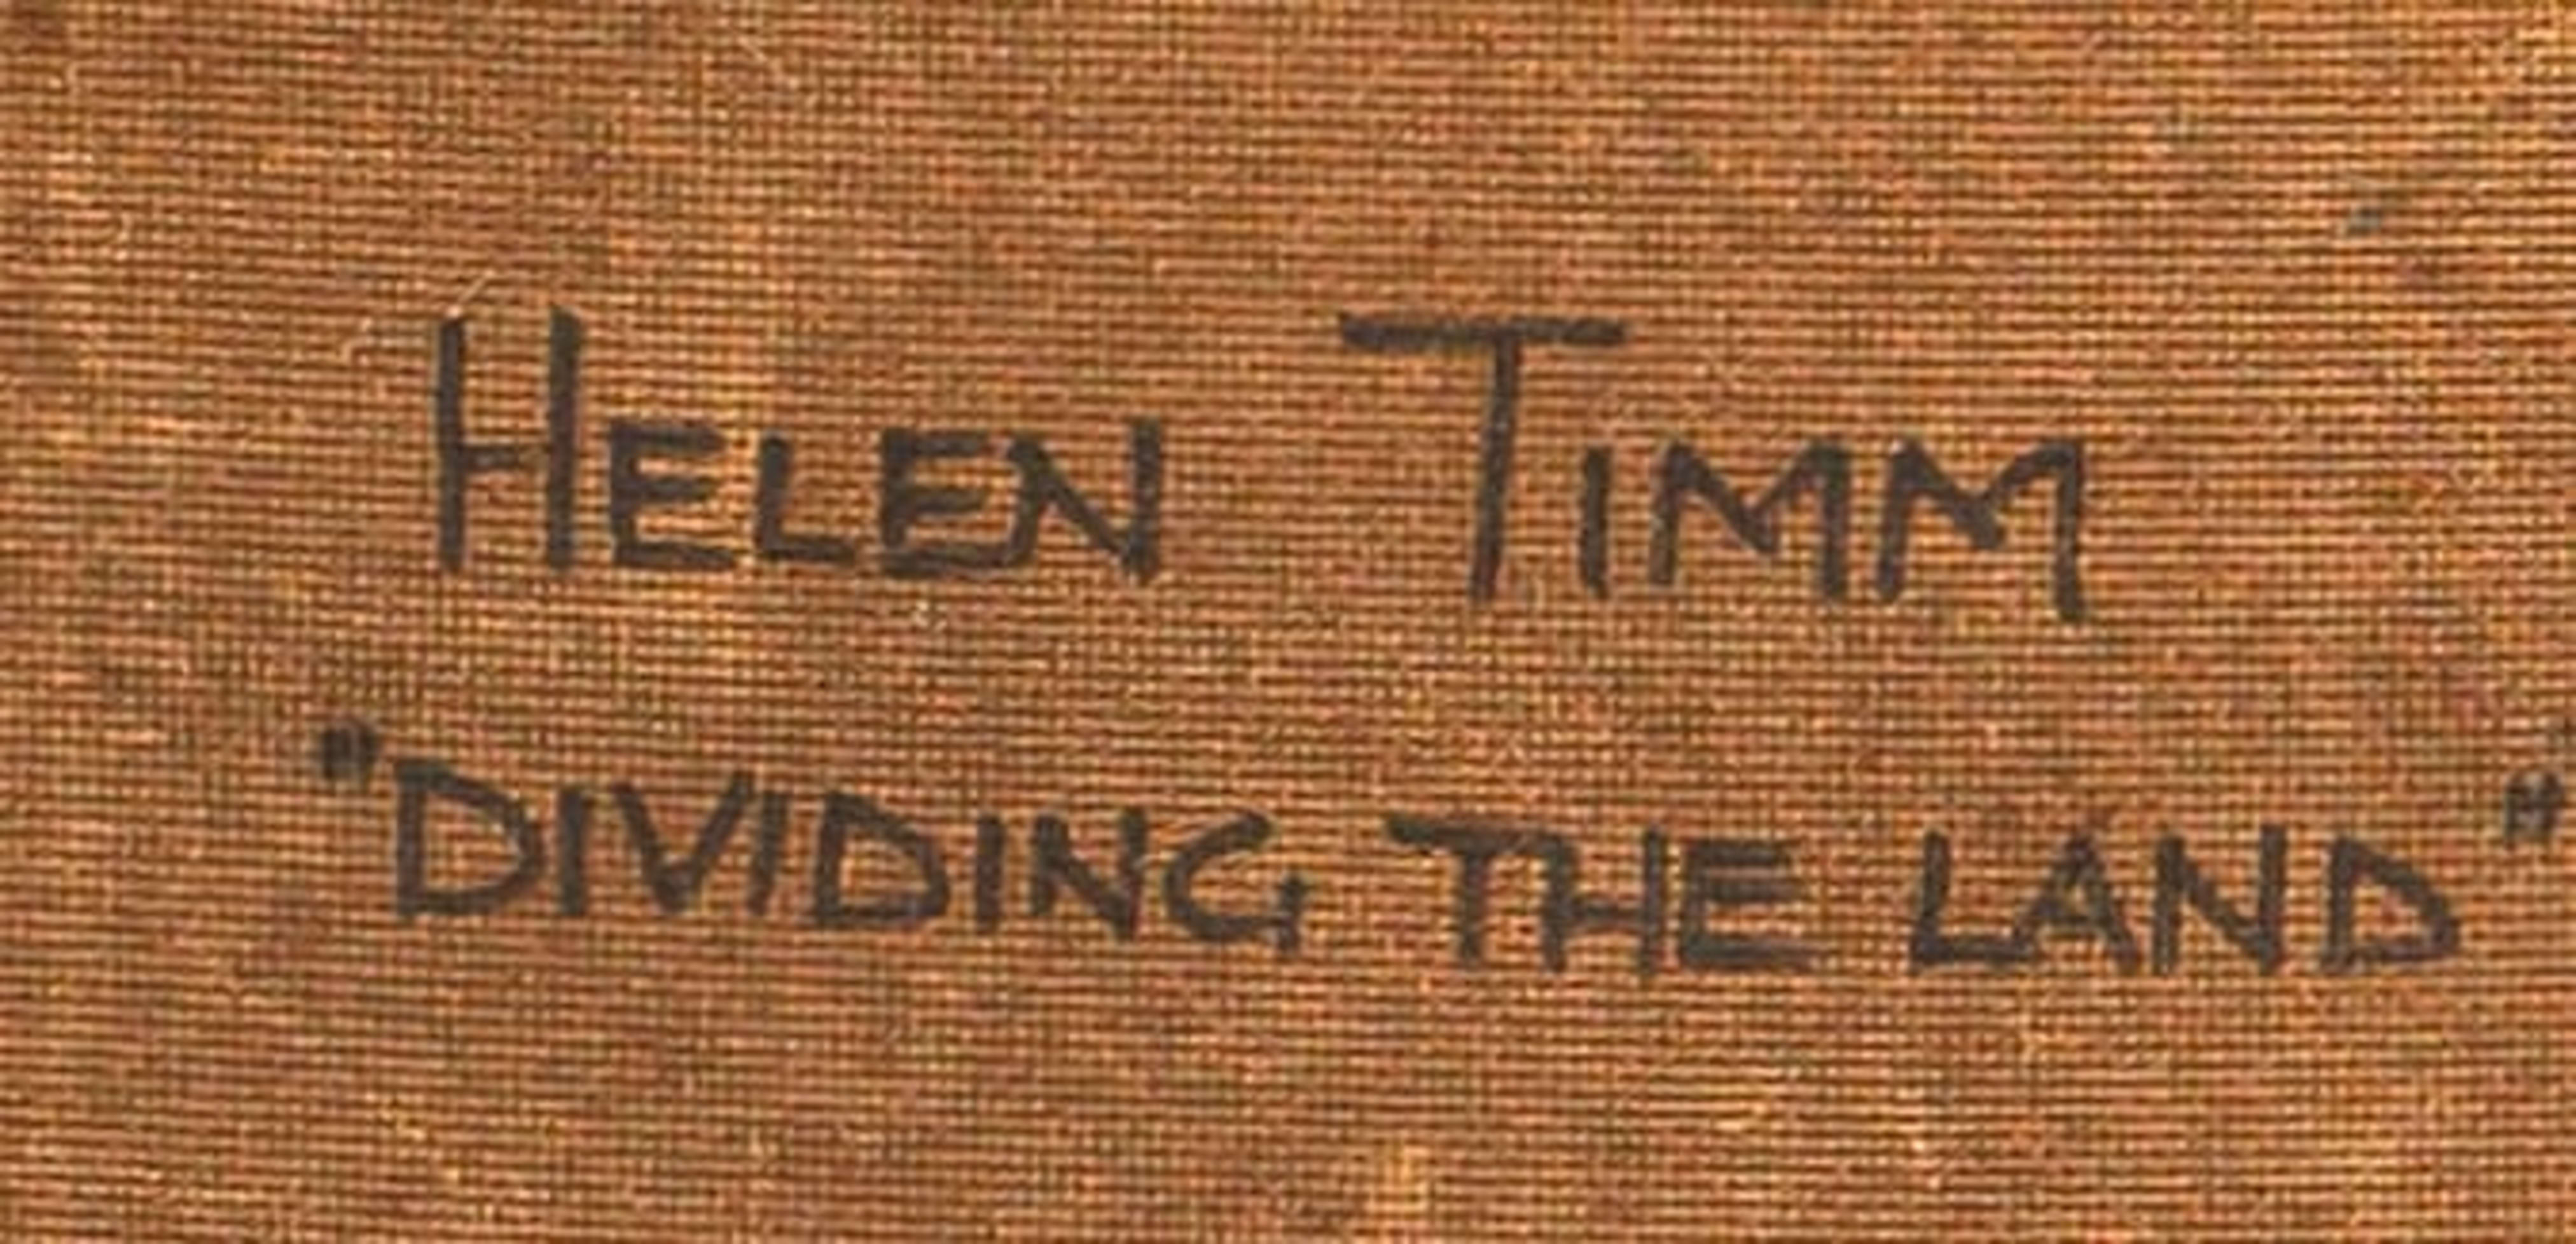 HELEN TIMM
"DIVIDING THE LAND"